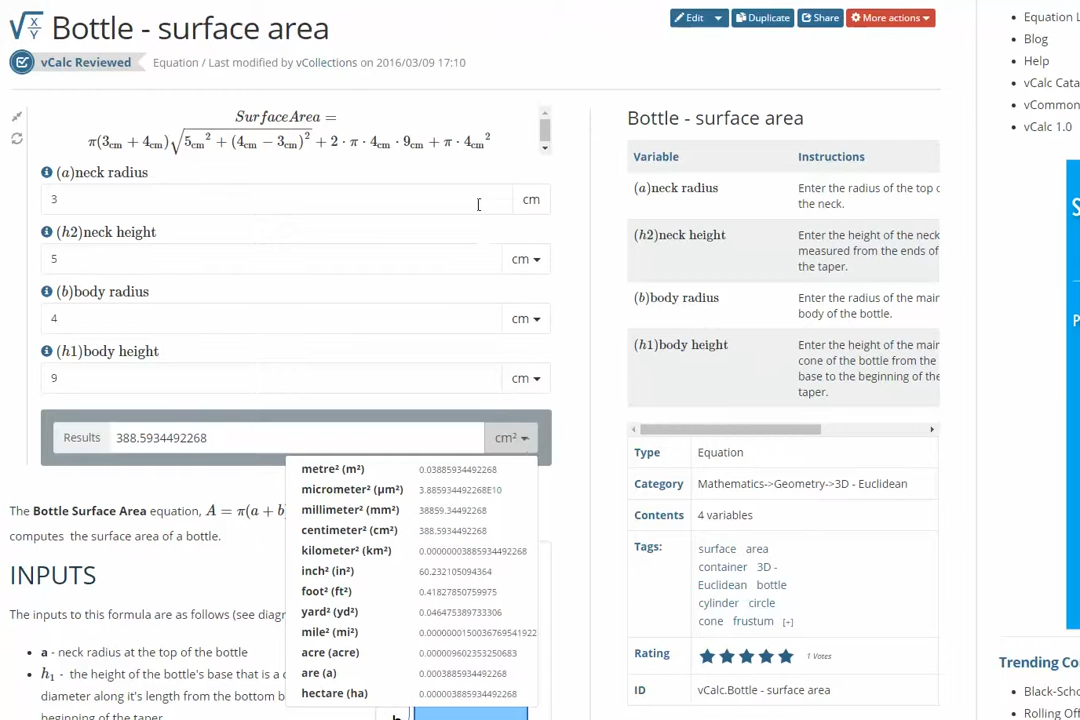 √X/Y Bottle - surface area
Edit
Duplicate
Share
More actions
vCalc Reviewed
Equation / Last modified by vCollections on 2016/03/09 17:10
SurfaceArea =
π(3cm + 4cm)√5cm² + (4cm − 3cm)² + 2 · π · 4cm · 9cm + π · 4cm²
(a)neck radius
3 cm
(h2)neck height
5 cm
(b)body radius
4 cm
(h1)body height
9 cm
Results 388.5934492268 cm²
metre² (m²) 0.03885934492268
micrometer² (µm²) 3.885934492268E10
millimeter² (mm²) 38859.34492268
centimeter² (cm²) 388.5934492268
kilometer² (km²) 0.00000003885934492268
inch² (in²) 60.232105094364
foot² (ft²) 0.41827850759975
yard² (yd²) 0.046475389733306
mile² (mi²) 0.0000000150036769541922
acre (acre) 0.0000096023532506​83
are (a) 0.0003885934492268
hectare (ha) 0.000003885934492268
The Bottle Surface Area equation, A = π(a + b)
computes the surface area of a bottle.
INPUTS
The inputs to this formula are as follows (see diagr
a - neck radius at the top of the bottle
h1 - the height of the bottle's base that is a c
diameter along it's length from the bottom b
beginning of the taper.
b
Bottle - surface area
Variable Instructions
(a)neck radius Enter the radius of the top o
the neck.
(h2)neck height Enter the height of the neck
measured from the ends of
the taper.
(b)body radius Enter the radius of the main
body of the bottle.
(h1)body height Enter the height of the main
cone of the bottle from the
base to the beginning of the
taper.
Type Equation
Category Mathematics->Geometry->3D - Euclidean
Contents 4 variables
Tags: surface area
container 3D -
Euclidean bottle
cylinder circle
cone frustum [+]
Rating 1 Votes
ID vCalc.Bottle - surface area
Equation L
Blog
Help
vCalc Cata
vCommon
vCalc 1.0
S
P
Trending Co
Black-Scho
Rolling Off